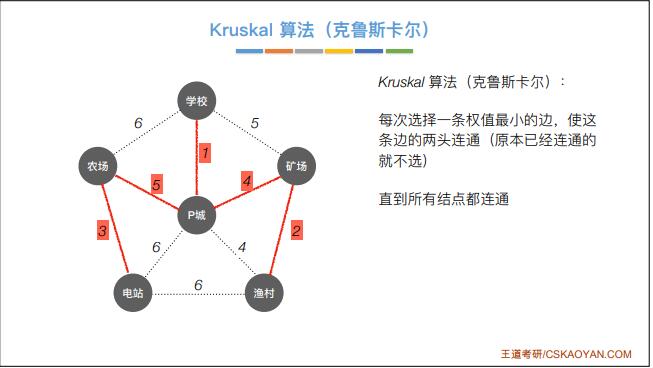 Kruskal 算法（克鲁斯卡尔）
Kruskal 算法（克鲁斯卡尔）：
每次选择一条权值最小的边，使这
条边的两头连通（原本已经连通的
就不选）
直到所有结点都连通
学校
6
5
1
农场
矿场
5
4
P城
3
2
6
4
电站
6
渔村
王道考研/CSKAOYAN.COM